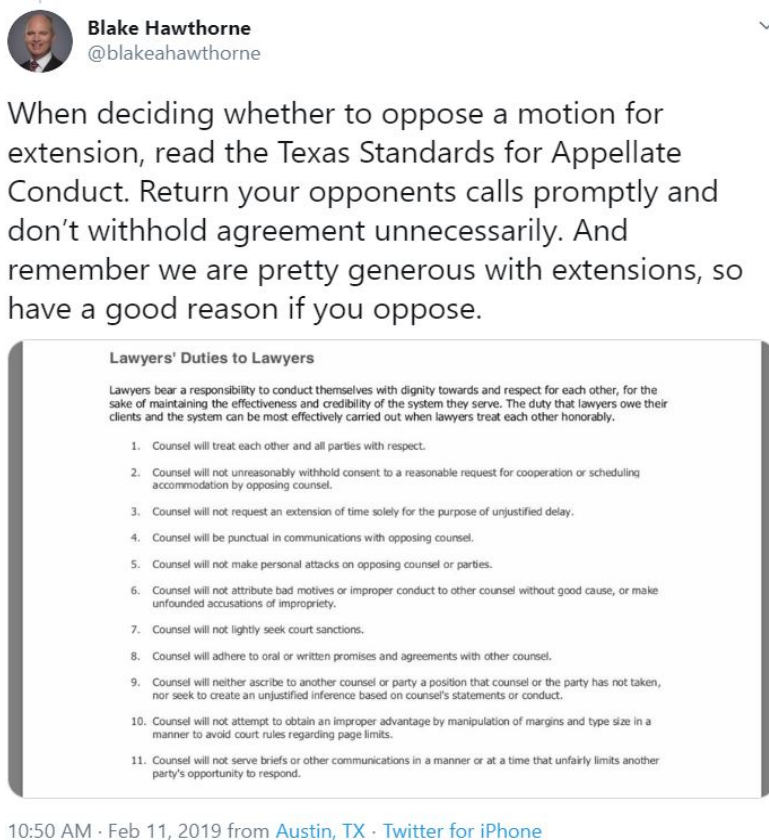 Blake Hawthorne
@blakeahawthorne
When deciding whether to oppose a motion for
extension, read the Texas Standards for Appellate
Conduct. Return your opponents calls promptly and
don’t withhold agreement unnecessarily. And
remember we are pretty generous with extensions, so
have a good reason if you oppose.
Lawyers' Duties to Lawyers
Lawyers bear a responsibility to conduct themselves with dignity towards and respect for each other, for the
sake of maintaining the effectiveness and credibility of the system they serve. The duty that lawyers owe their
clients and the system can be most effectively carried out when lawyers treat each other honorably.
1. Counsel will treat each other and all parties with respect.
2. Counsel will not unreasonably withhold consent to a reasonable request for cooperation or scheduling
accommodation by opposing counsel.
3. Counsel will not request an extension of time solely for the purpose of unjustified delay.
4. Counsel will be punctual in communications with opposing counsel.
5. Counsel will not make personal attacks on opposing counsel or parties.
6. Counsel will not attribute bad motives or improper conduct to other counsel without good cause, or make
unfounded accusations of impropriety.
7. Counsel will not lightly seek court sanctions.
8. Counsel will adhere to oral or written promises and agreements with other counsel.
9. Counsel will neither ascribe to another counsel or party a position that counsel or the party has not taken,
nor seek to create an unjustified inference based on counsel's statements or conduct.
10. Counsel will not attempt to obtain an improper advantage by manipulation of margins and type size in a
manner to avoid court rules regarding page limits.
11. Counsel will not serve briefs or other communications in a manner or at a time that unfairly limits another
party's opportunity to respond.
10:50 AM · Feb 11, 2019 from Austin, TX · Twitter for iPhone